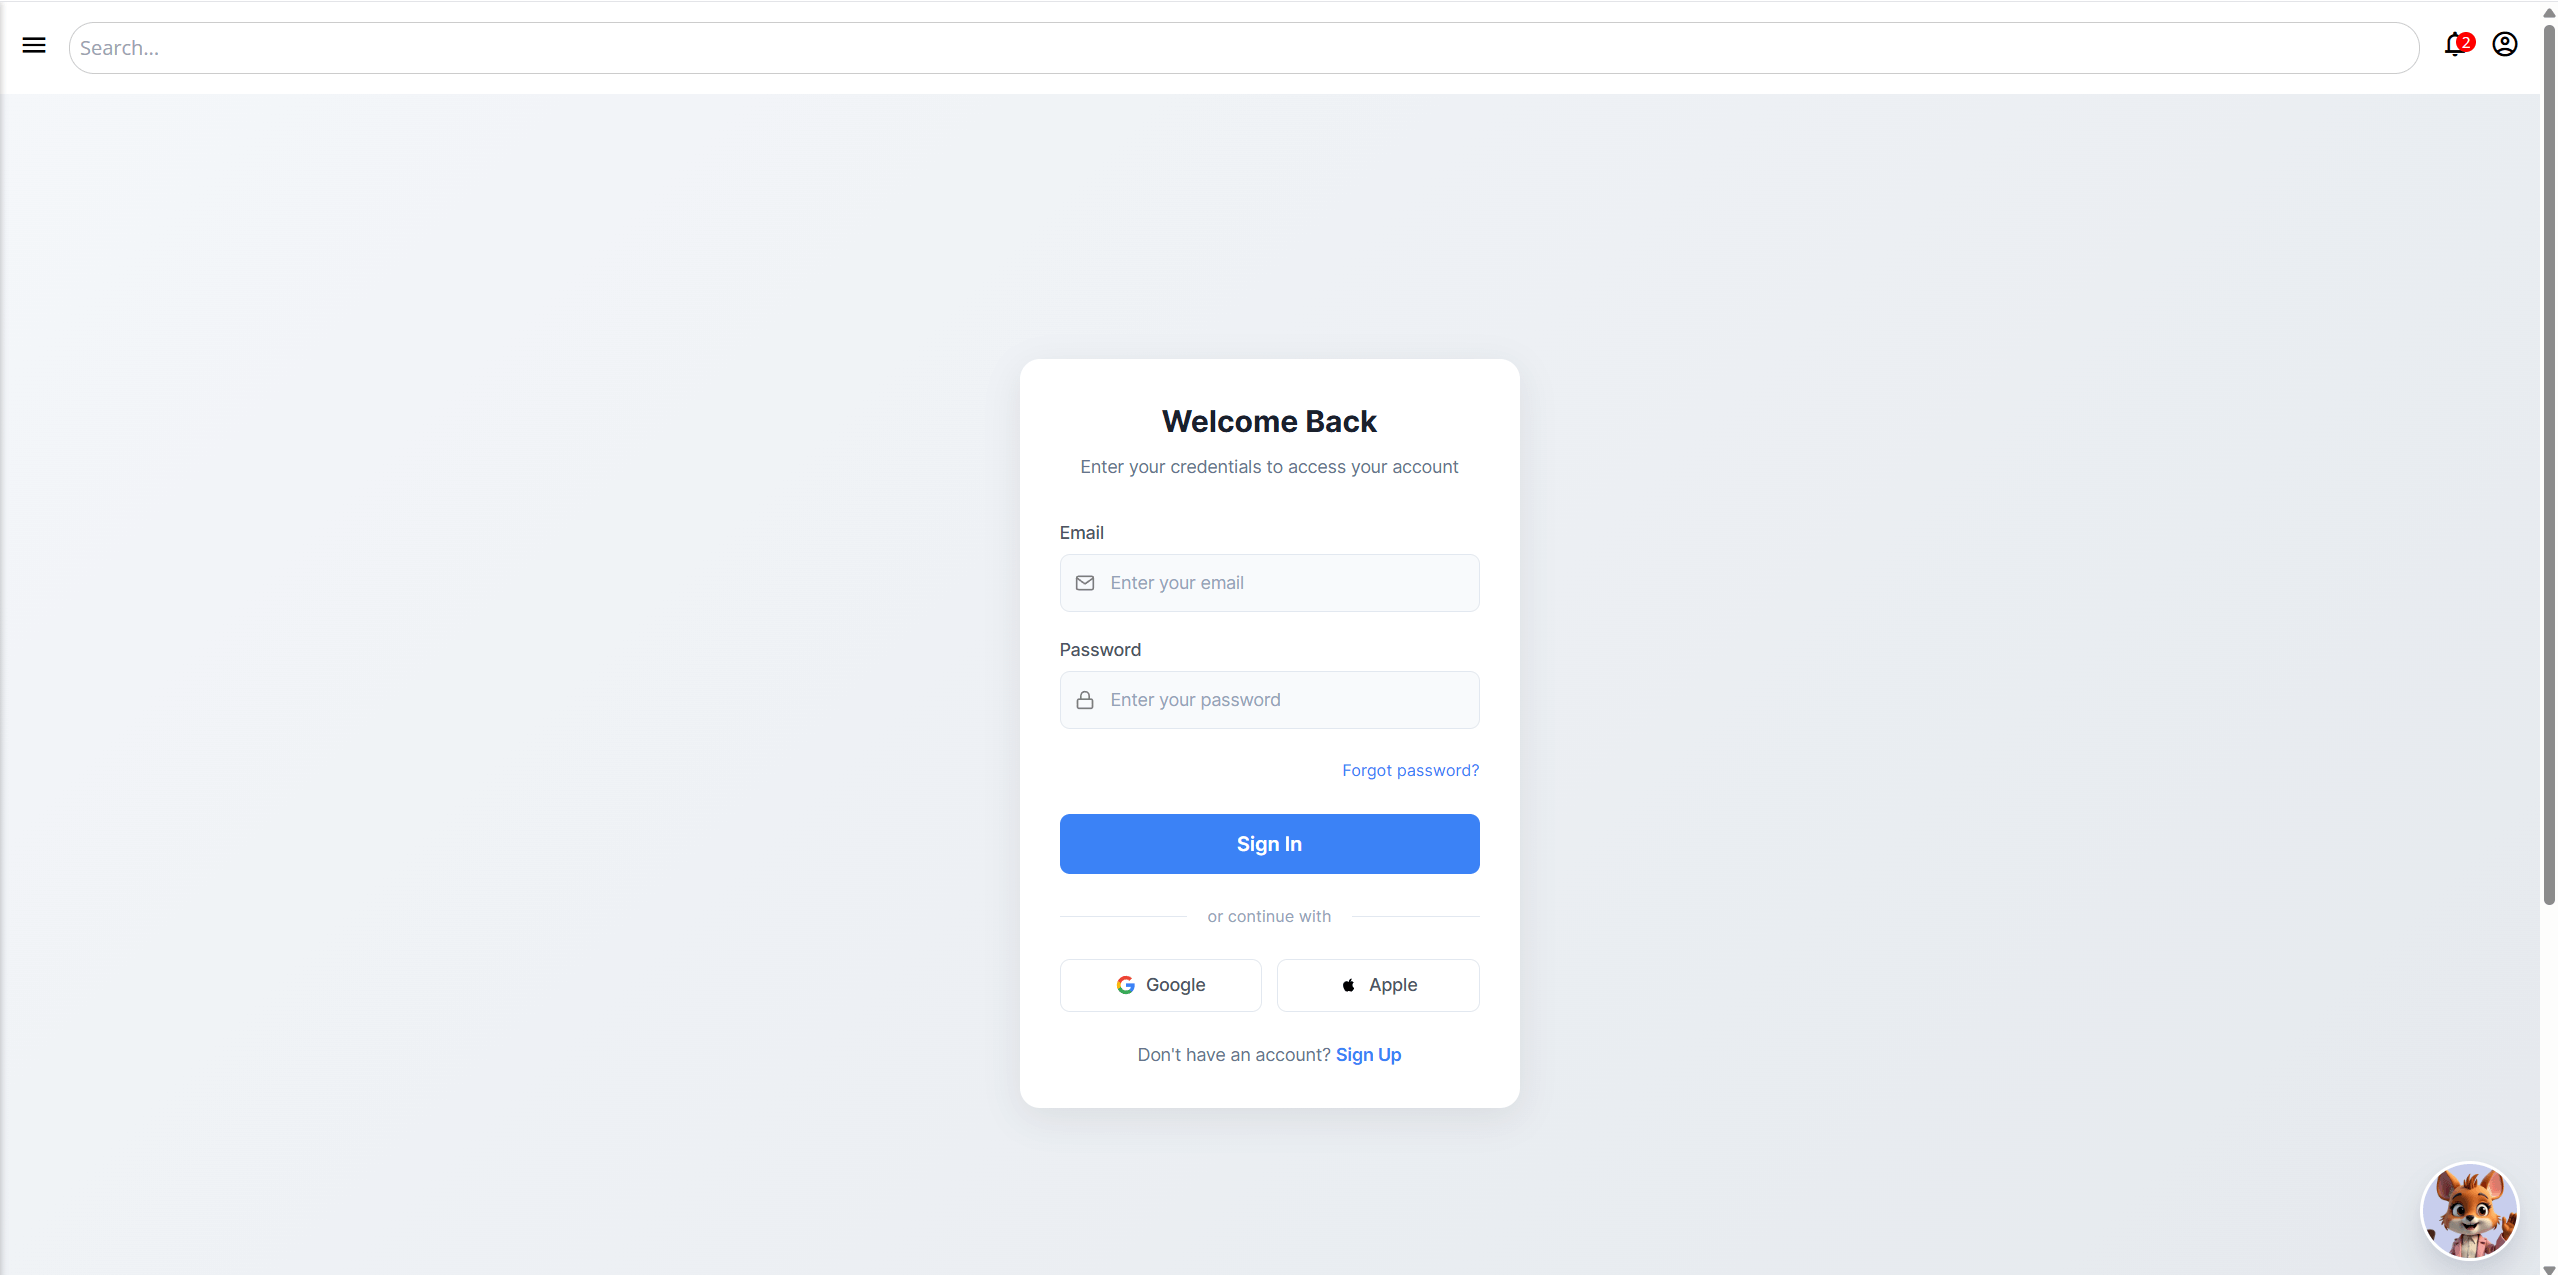 Search...
2
Welcome Back
Enter your credentials to access your account
Email
Enter your email
Password
Enter your password
Forgot password?
Sign In
or continue with
Google
Apple
Don't have an account? Sign Up